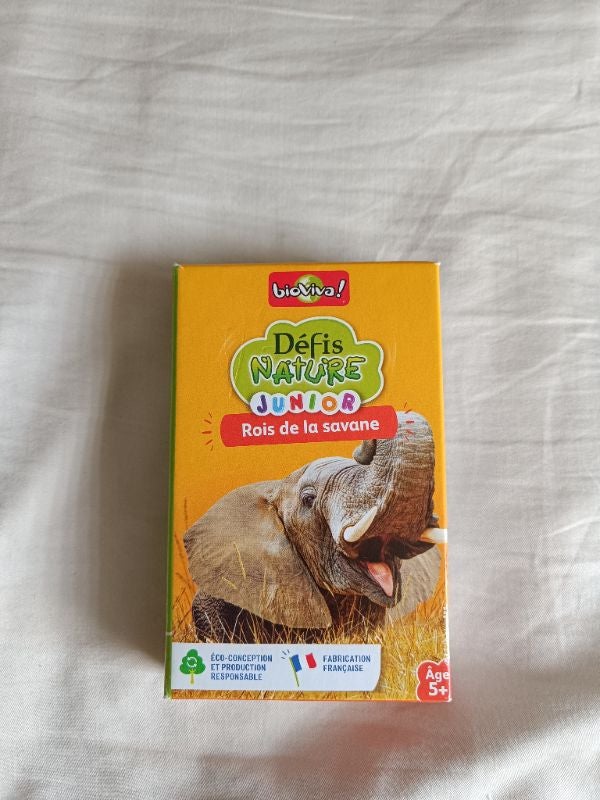 bioviva!
Défis
NATURE
JUNIOR
Rois de la savane
ÉCO-CONCEPTION
ET PRODUCTION
RESPONSABLE
FABRICATION
FRANÇAISE
Âge
5+